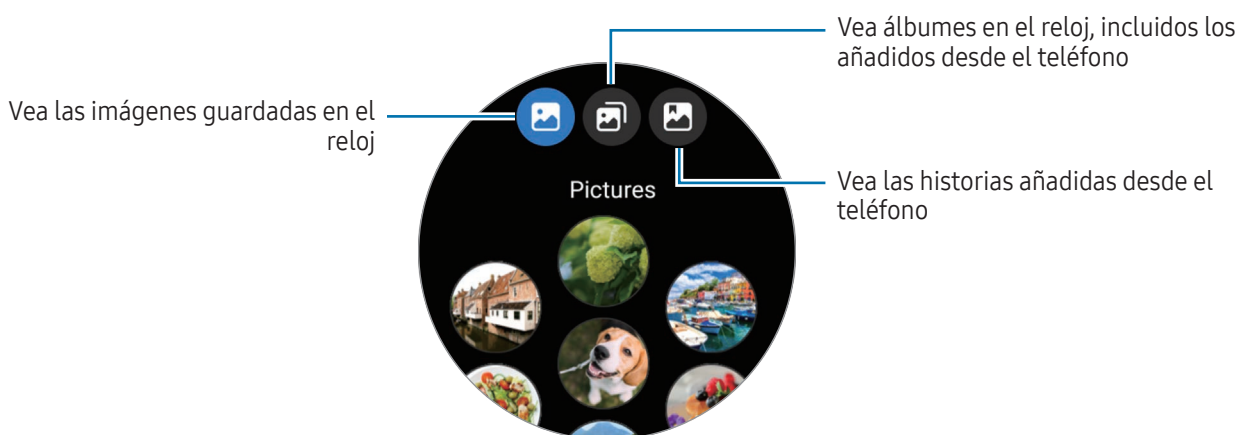 Vea álbumes en el reloj, incluidos los
añadidos desde el teléfono
Vea las imágenes guardadas en el
reloj
Pictures
Vea las historias añadidas desde el
teléfono